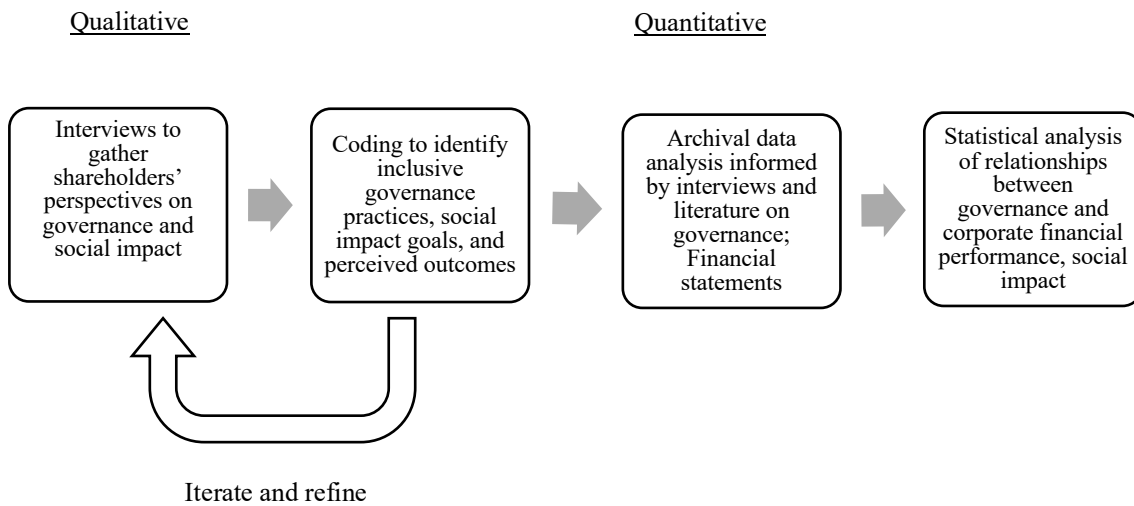 Qualitative
Quantitative
Interviews to
gather
shareholders’
perspectives on
governance and
social impact
Coding to identify
inclusive
governance
practices, social
impact goals, and
perceived outcomes
Archival data
analysis informed
by interviews and
literature on
governance;
Financial
statements
Statistical analysis
of relationships
between
governance and
corporate financial
performance, social
impact
Iterate and refine